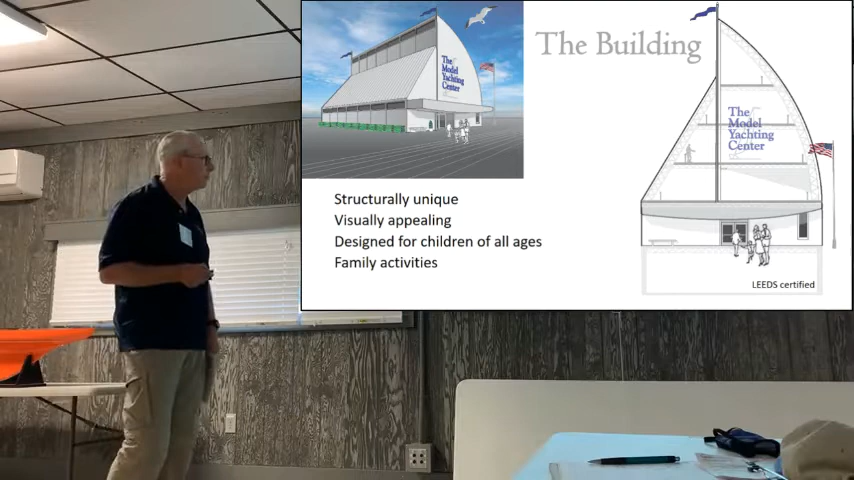 The Building
The
Model
Yachting
Center
The
Model
Yachting
Center
Structurally unique
Visually appealing
Designed for children of all ages
Family activities
LEEDS certified